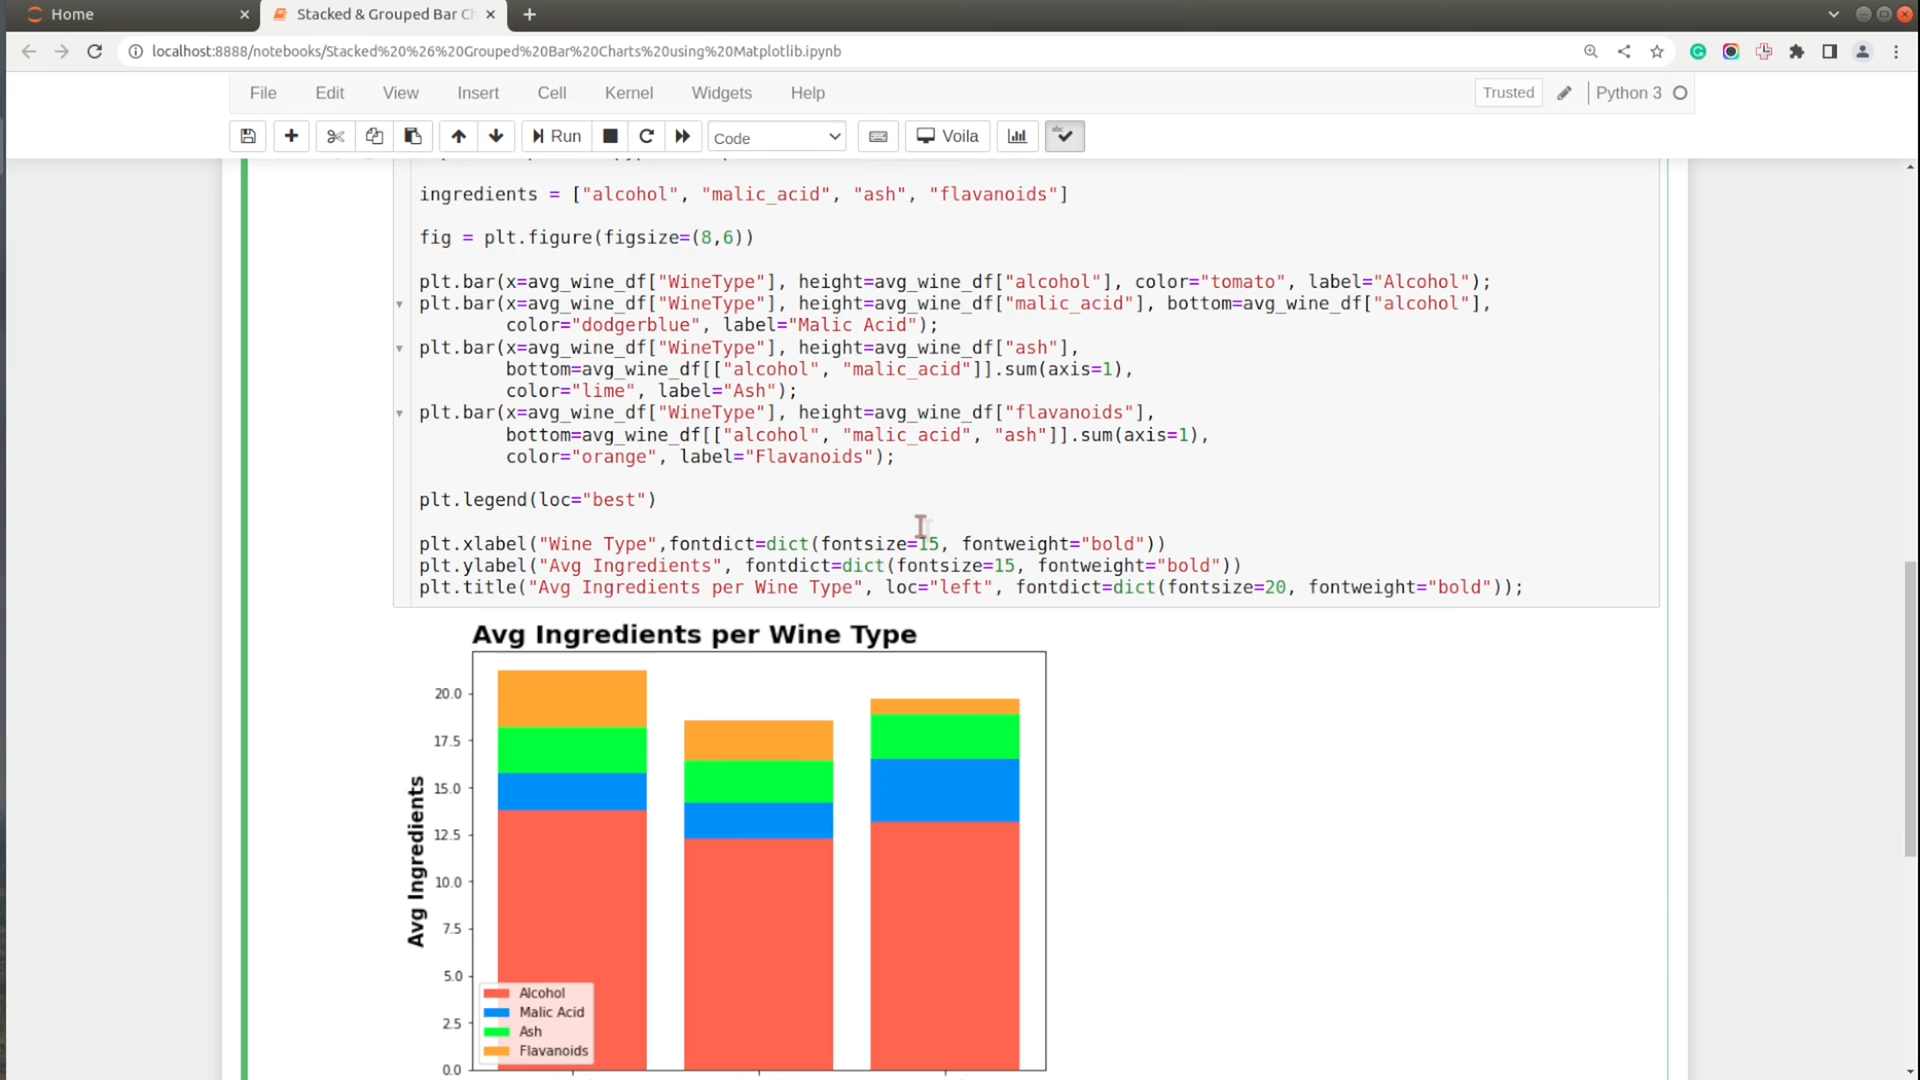 Home
Stacked & Grouped Bar Ch
localhost:8888/notebooks/Stacked%20%26%20Grouped%20Bar%20Charts%20using%20Matplotlib.ipynb
File Edit View Insert Cell Kernel Widgets Help Trusted Python 3
Run Code Voila
ingredients = ["alcohol", "malic_acid", "ash", "flavanoids"]
fig = plt.figure(figsize=(8,6))
plt.bar(x=avg_wine_df["WineType"], height=avg_wine_df["alcohol"], color="tomato", label="Alcohol");
plt.bar(x=avg_wine_df["WineType"], height=avg_wine_df["malic_acid"], bottom=avg_wine_df["alcohol"],
color="dodgerblue", label="Malic Acid");
plt.bar(x=avg_wine_df["WineType"], height=avg_wine_df["ash"],
bottom=avg_wine_df[["alcohol", "malic_acid"]].sum(axis=1),
color="lime", label="Ash");
plt.bar(x=avg_wine_df["WineType"], height=avg_wine_df["flavanoids"],
bottom=avg_wine_df[["alcohol", "malic_acid", "ash"]].sum(axis=1),
color="orange", label="Flavanoids");
plt.legend(loc="best")
plt.xlabel("Wine Type",fontdict=dict(fontsize=15, fontweight="bold"))
plt.ylabel("Avg Ingredients", fontdict=dict(fontsize=15, fontweight="bold"))
plt.title("Avg Ingredients per Wine Type", loc="left", fontdict=dict(fontsize=20, fontweight="bold"));
Avg Ingredients per Wine Type
20.0
17.5
15.0
12.5
10.0
7.5
5.0
2.5
0.0
Avg Ingredients
Alcohol
Malic Acid
Ash
Flavanoids